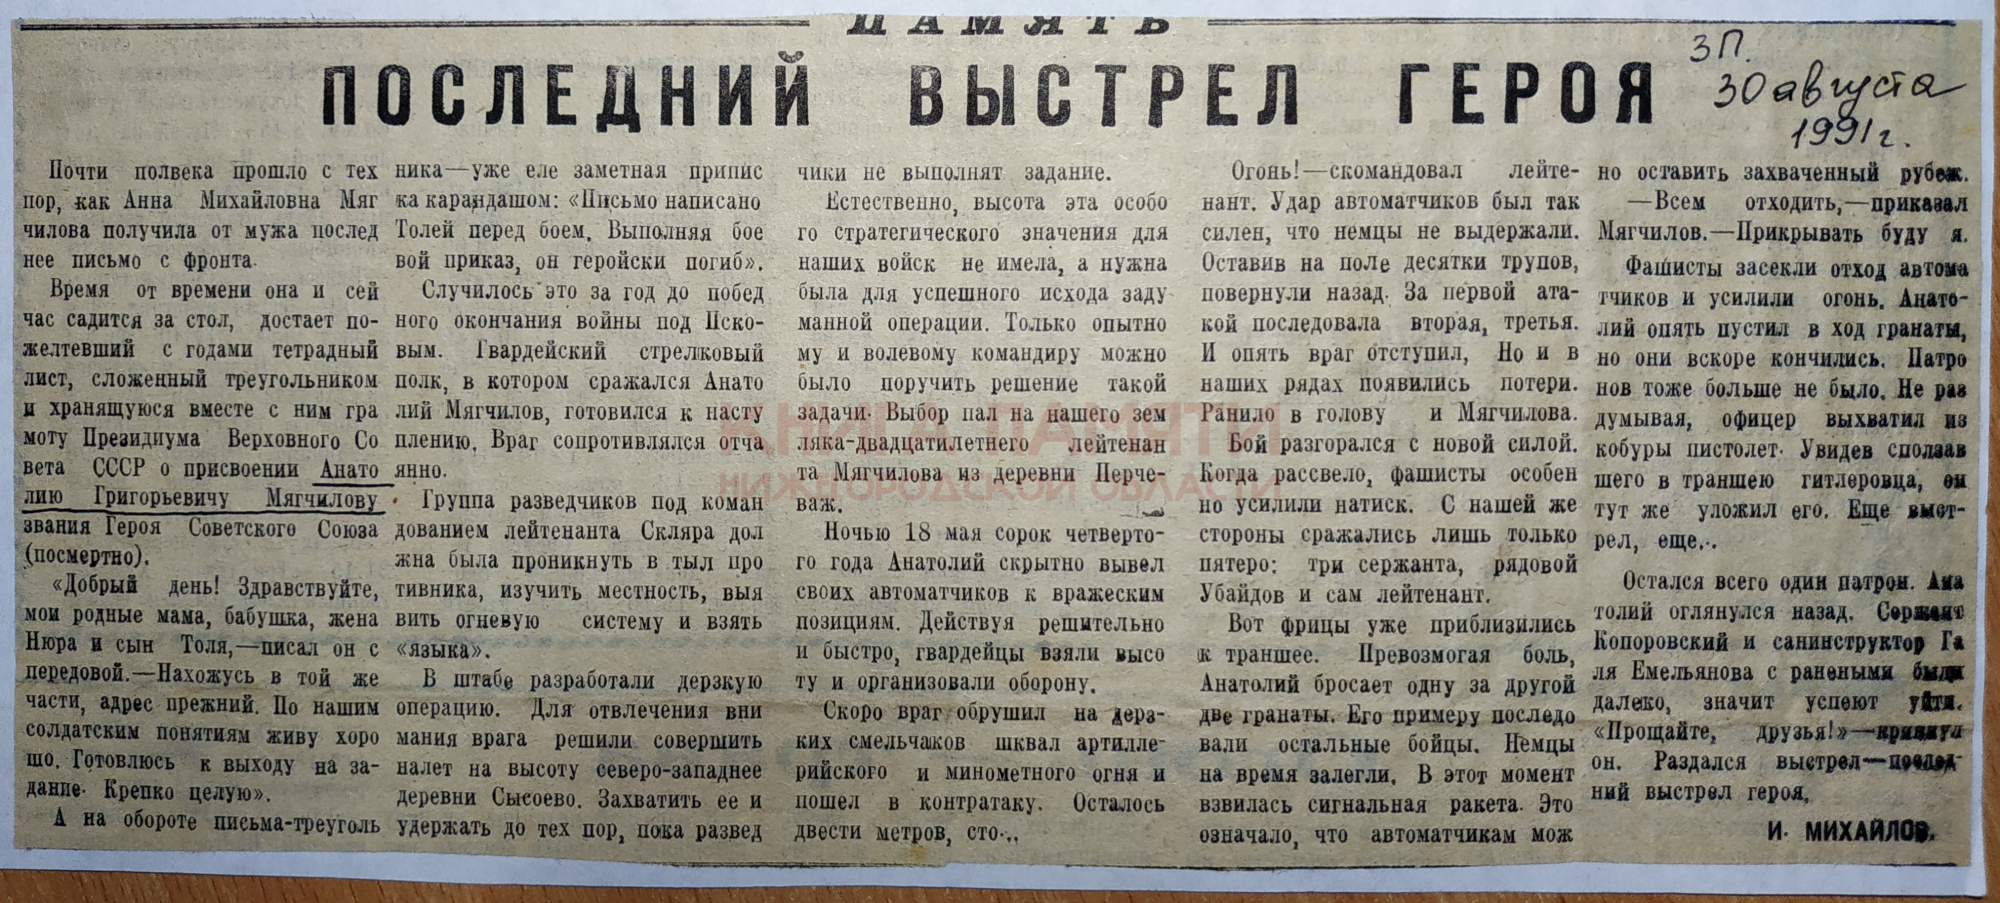 ПАМЯТЬ
ПОСЛЕДНИЙ ВЫСТРЕЛ ГЕРОЯ
ЗП.
30 августа
1991 г.
Почти полвека прошло с тех
пор, как Анна Михайловна Мяг
чилова получила от мужа послед
нее письмо с фронта.
Время от времени она и сей
час садится за стол, достает по-
желтевший с годами тетрадный
лист, сложенный треугольником
и хранящуюся вместе с ним гра
моту Президиума Верховного Со
вета СССР о присвоении Анато
лию Григорьевичу Мягчилову
звания Героя Советского Союза
(посмертно).
«Добрый день! Здравствуйте,
мои родные мама, бабушка, жена
Нюра и сын Толя,—писал он с
передовой.—Нахожусь в той же
части, адрес прежний. По нашим
солдатским понятиям живу хоро
шо. Готовлюсь к выходу на за-
дание. Крепко целую».
А на обороте письма-треуголь
ника—уже еле заметная припис
ка карандашом: «Письмо написано
Толей перед боем. Выполняя бое
вой приказ, он геройски погиб».
Случилось это за год до побед
ного окончания войны под Пско-
вым. Гвардейский стрелковый
полк, в котором сражался Анато
лий Мягчилов, готовился к насту
плению. Враг сопротивлялся отча
янно.
Группа разведчиков под коман
дованием лейтенанта Скляра дол
жна была проникнуть в тыл про
тивника, изучить местность, выя
вить огневую систему и взять
«языка».
В штабе разработали дерзкую
операцию. Для отвлечения вни
мания врага решили совершить
налет на высоту северо-западнее
деревни Сысоево. Захватить ее и
удержать до тех пор, пока развед
чики не выполнят задание.
Естественно, высота эта особо
го стратегического значения для
наших войск не имела, а нужна
была для успешного исхода заду
манной операции. Только опытно
му и волевому командиру можно
было поручить решение такой
задачи. Выбор пал на нашего зем
ляка-двадцатилетнего лейтенан
та Мягчилова из деревни Перче-
важ.
Ночью 18 мая сорок четверто-
го года Анатолий скрытно вывел
своих автоматчиков к вражеским
позициям. Действуя решительно
и быстро, гвардейцы взяли высо
ту и организовали оборону.
Скоро враг обрушил на дерз-
ких смельчаков шквал артилле-
рийского и минометного огня и
пошел в контратаку. Осталось
двести метров, сто...
Огонь!—скомандовал лейте-
нант. Удар автоматчиков был так
силен, что немцы не выдержали.
Оставив на поле десятки трупов,
повернули назад. За первой ата-
кой последовала вторая, третья.
И опять враг отступил. Но и в
наших рядах появились потери.
Ранило в голову и Мягчилова.
Бой разгорался с новой силой.
Когда рассвело, фашисты особен
но усилили натиск. С нашей же
стороны сражались лишь только
пятеро: три сержанта, рядовой
Убайдов и сам лейтенант.
Вот фрицы уже приблизились
к траншее. Превозмогая боль,
Анатолий бросает одну за другой
две гранаты. Его примеру последо
вали остальные бойцы. Немцы
на время залегли. В этот момент
взвилась сигнальная ракета. Это
означало, что автоматчикам мож
но оставить захваченный рубеж.
—Всем отходить,—приказал
Мягчилов.—Прикрывать буду я.
Фашисты засекли отход автома
тчиков и усилили огонь. Анато-
лий опять пустил в ход гранаты,
но они вскоре кончились. Патро
нов тоже больше не было. Не раз
думывая, офицер выхватил из
кобуры пистолет. Увидев сползав
шего в траншею гитлеровца, он
тут же уложил его. Еще выст-
рел, еще...
Остался всего один патрон. Ана
толий оглянулся назад. Сержант
Копоровский и санинструктор Га
ля Емельянова с ранеными были
далеко, значит успеют уйти.
«Прощайте, друзья!»—крикнул
он. Раздался выстрел—послед-
ний выстрел героя.
И. МИХАЙЛОВ.
КНИГА ПАМЯТИ
НИЖЕГОРОДСКОЙ ОБЛАСТИ